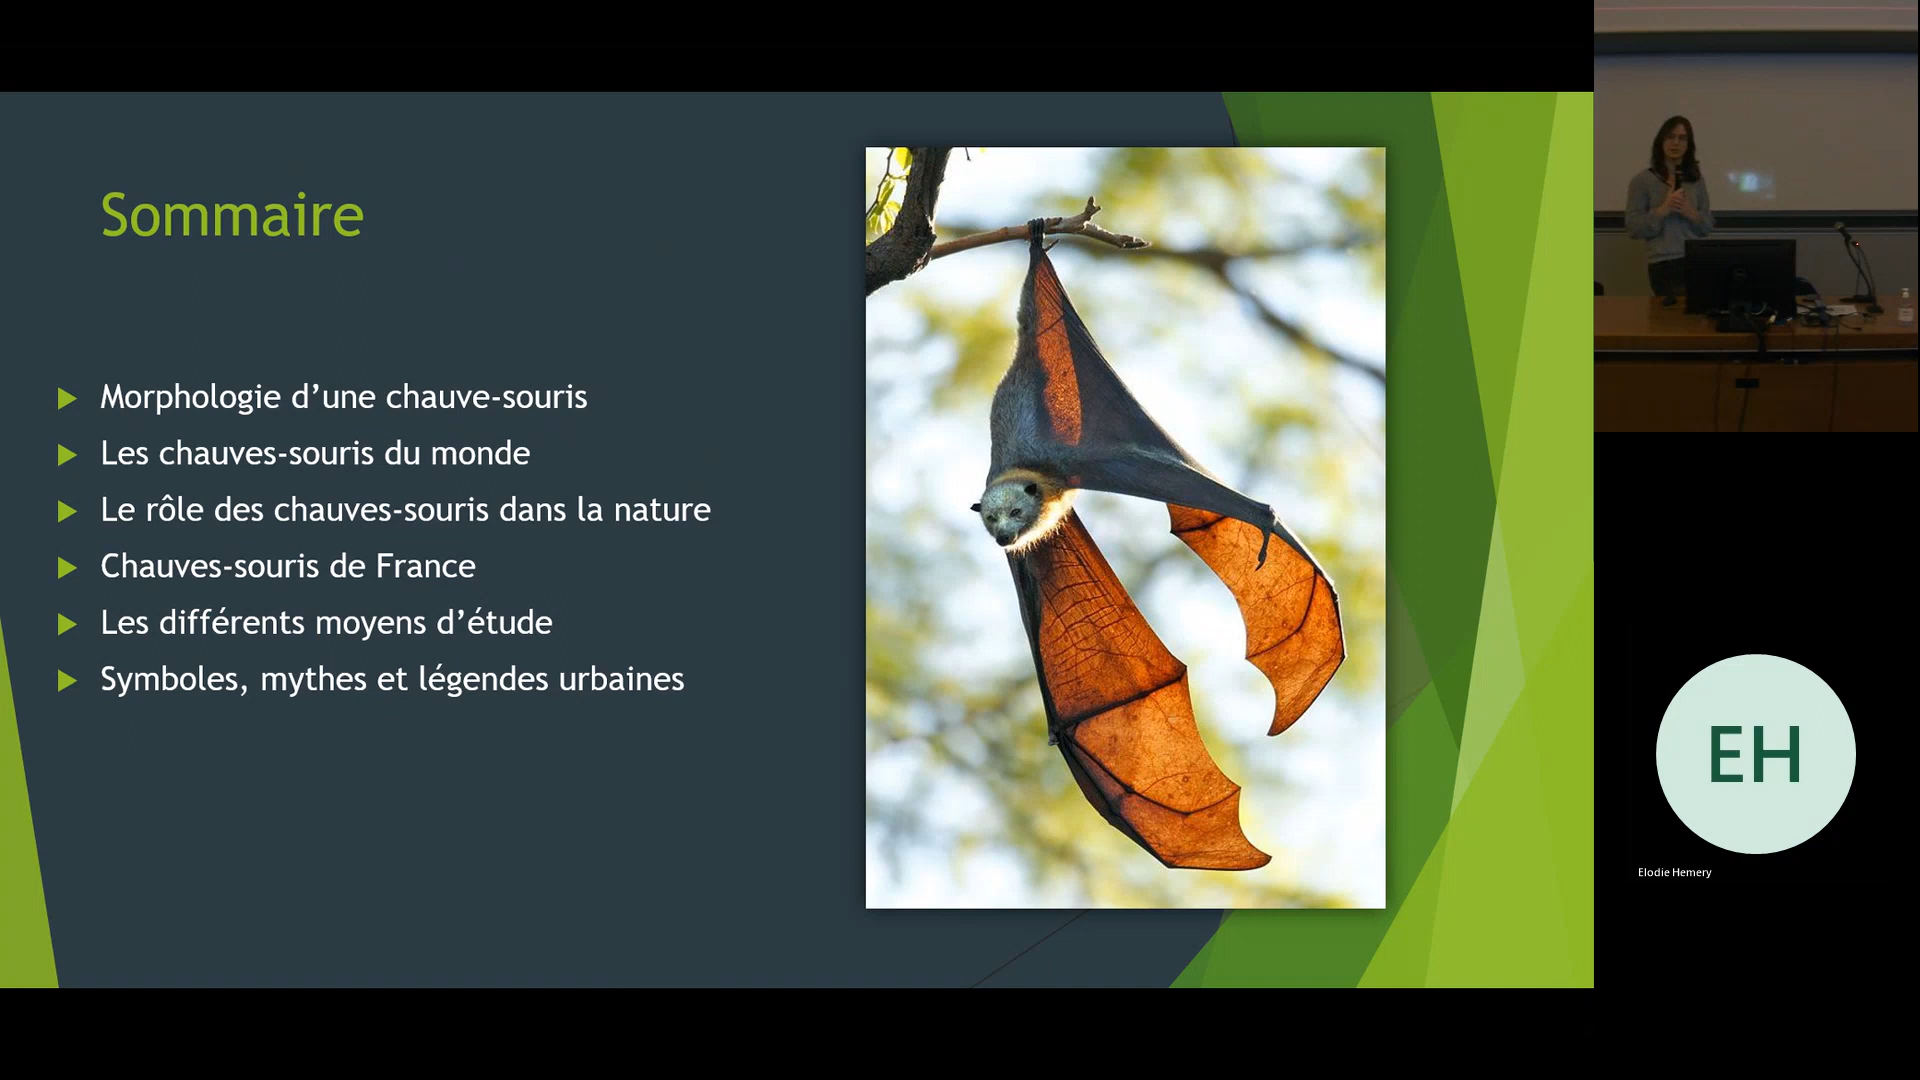 Sommaire
Morphologie d’une chauve-souris
Les chauves-souris du monde
Le rôle des chauves-souris dans la nature
Chauves-souris de France
Les différents moyens d’étude
Symboles, mythes et légendes urbaines
EH
Elodie Hemery